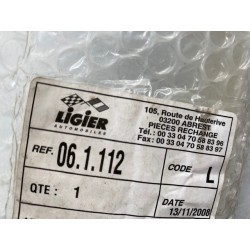 LIGIER
AUTOMOBILES
105, Route de Hauterive
03200 ABREST
PIECES RECHANGE
Tél.: 00 33 04 70 58 83 96
Fax: 00 33 04 70 58 83 97
REF. 06.1.112
CODE L
QTE : 1
DATE
13/11/2008